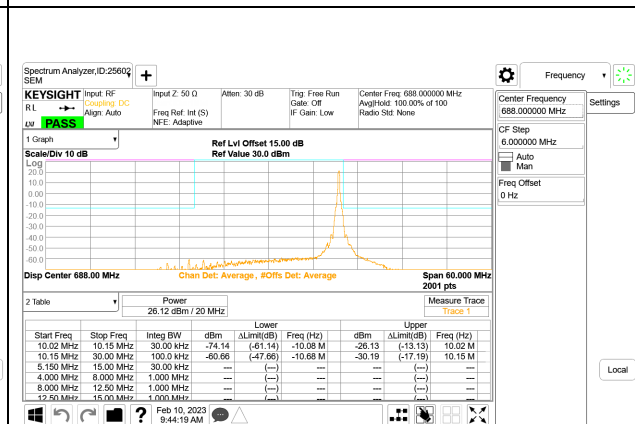 Spectrum Analyzer,ID:25602
SEM
Frequency
KEYSIGHT
Input: RF
Input Z: 50 Ω
Atten: 30 dB
Trig: Free Run
Center Freq: 688.000000 MHz
Coupling: DC
Gate: Off
Avg|Hold: 100.00% of 100
RL
Align: Auto
Freq Ref: Int (S)
IF Gain: Low
Radio Std: None
PASS
NFE: Adaptive
Center Frequency
688.000000 MHz
Settings
CF Step
6.000000 MHz
Auto
Man
Freq Offset
0 Hz
1 Graph
Ref Lvl Offset 15.00 dB
Scale/Div 10 dB
Ref Value 30.0 dBm
Log
20.0
10.0
0.00
-10.0
-20.0
-30.0
-40.0
-50.0
-60.0
Disp Center 688.00 MHz
Chan Det: Average , #Offs Det: Average
Span 60.000 MHz
2001 pts
2 Table
Power
26.12 dBm / 20 MHz
Measure Trace
Trace 1
Lower
Upper
Start Freq Stop Freq Integ BW dBm ΔLimit(dB) Freq (Hz) dBm ΔLimit(dB) Freq (Hz)
10.02 MHz 10.15 MHz 30.00 kHz -74.14 (-61.14) -10.08 M -26.13 (-13.13) 10.02 M
10.15 MHz 30.00 MHz 100.0 kHz -60.66 (-47.66) -10.68 M -30.19 (-17.19) 10.15 M
5.150 MHz 15.00 MHz 30.00 kHz --- (---) --- --- (---) ---
4.000 MHz 8.000 MHz 1.000 MHz --- (---) --- --- (---) ---
8.000 MHz 12.50 MHz 1.000 MHz --- (---) --- --- (---) ---
12.50 MHz 15.00 MHz 1.000 MHz --- (---) --- --- (---) ---
Local
Feb 10, 2023
9:44:19 AM